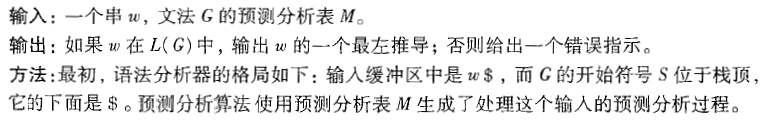 输入：一个串 w，文法 G 的预测分析表 M。
输出：如果 w 在 L(G) 中，输出 w 的一个最左推导；否则给出一个错误指示。
方法：最初，语法分析器的格局如下：输入缓冲区中是 w$，而 G 的开始符号 S 位于栈顶，
它的下面是 $。预测分析算法 使用预测分析表 M 生成了处理这个输入的预测分析过程。